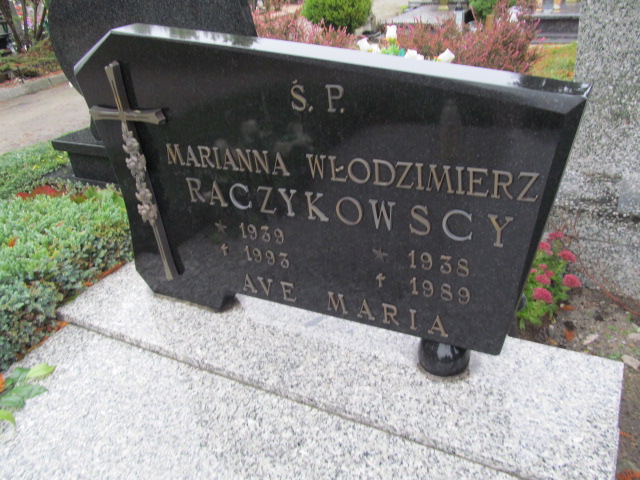 Ś. P.
MARIANNA WŁODZIMIERZ
RACZYKOWSCY
* 1939 * 1938
✝ 1993 ✝ 1989
AVE MARIA